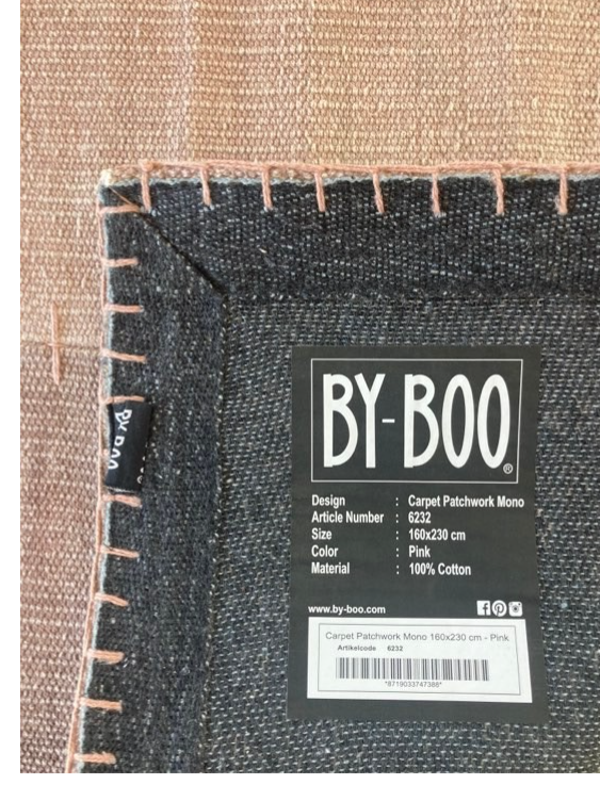 BY-BOO®
Design : Carpet Patchwork Mono
Article Number : 6232
Size : 160x230 cm
Color : Pink
Material : 100% Cotton
www.by-boo.com
Carpet Patchwork Mono 160x230 cm - Pink
Artikelcode 6232
*8719033747388*
BY-BOO